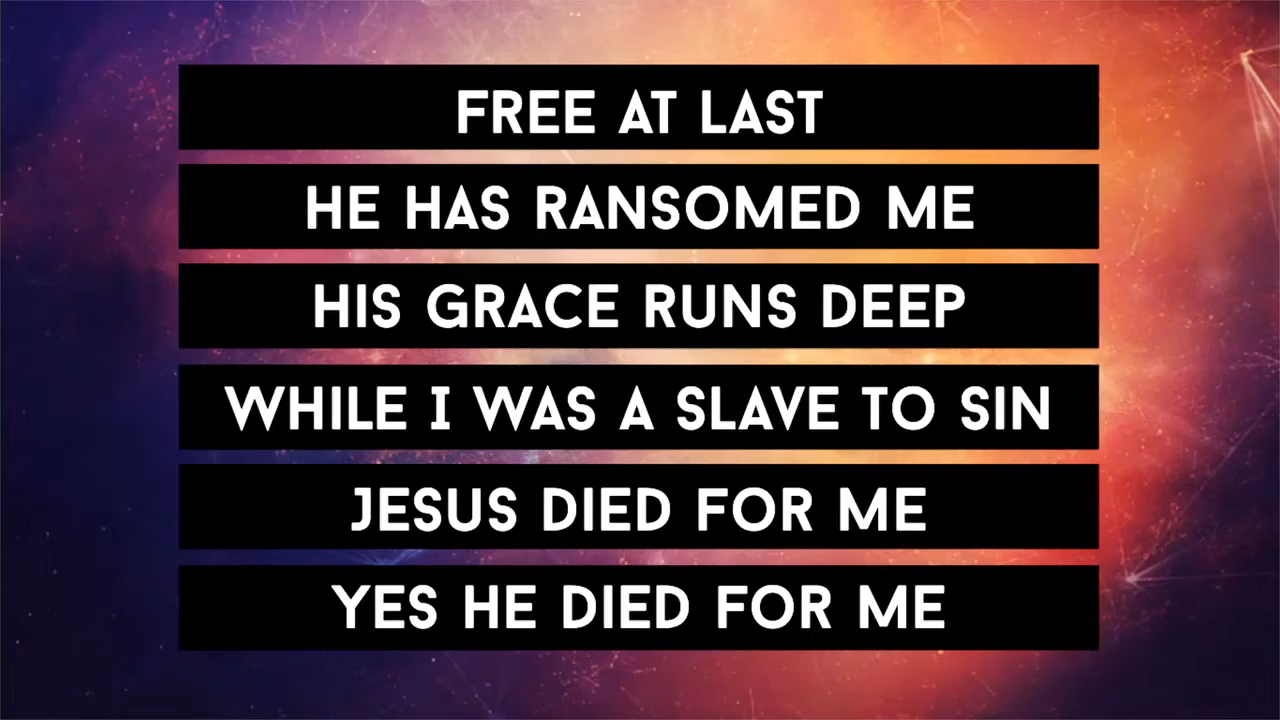 FREE AT LAST
HE HAS RANSOMED ME
HIS GRACE RUNS DEEP
WHILE I WAS A SLAVE TO SIN
JESUS DIED FOR ME
YES HE DIED FOR ME